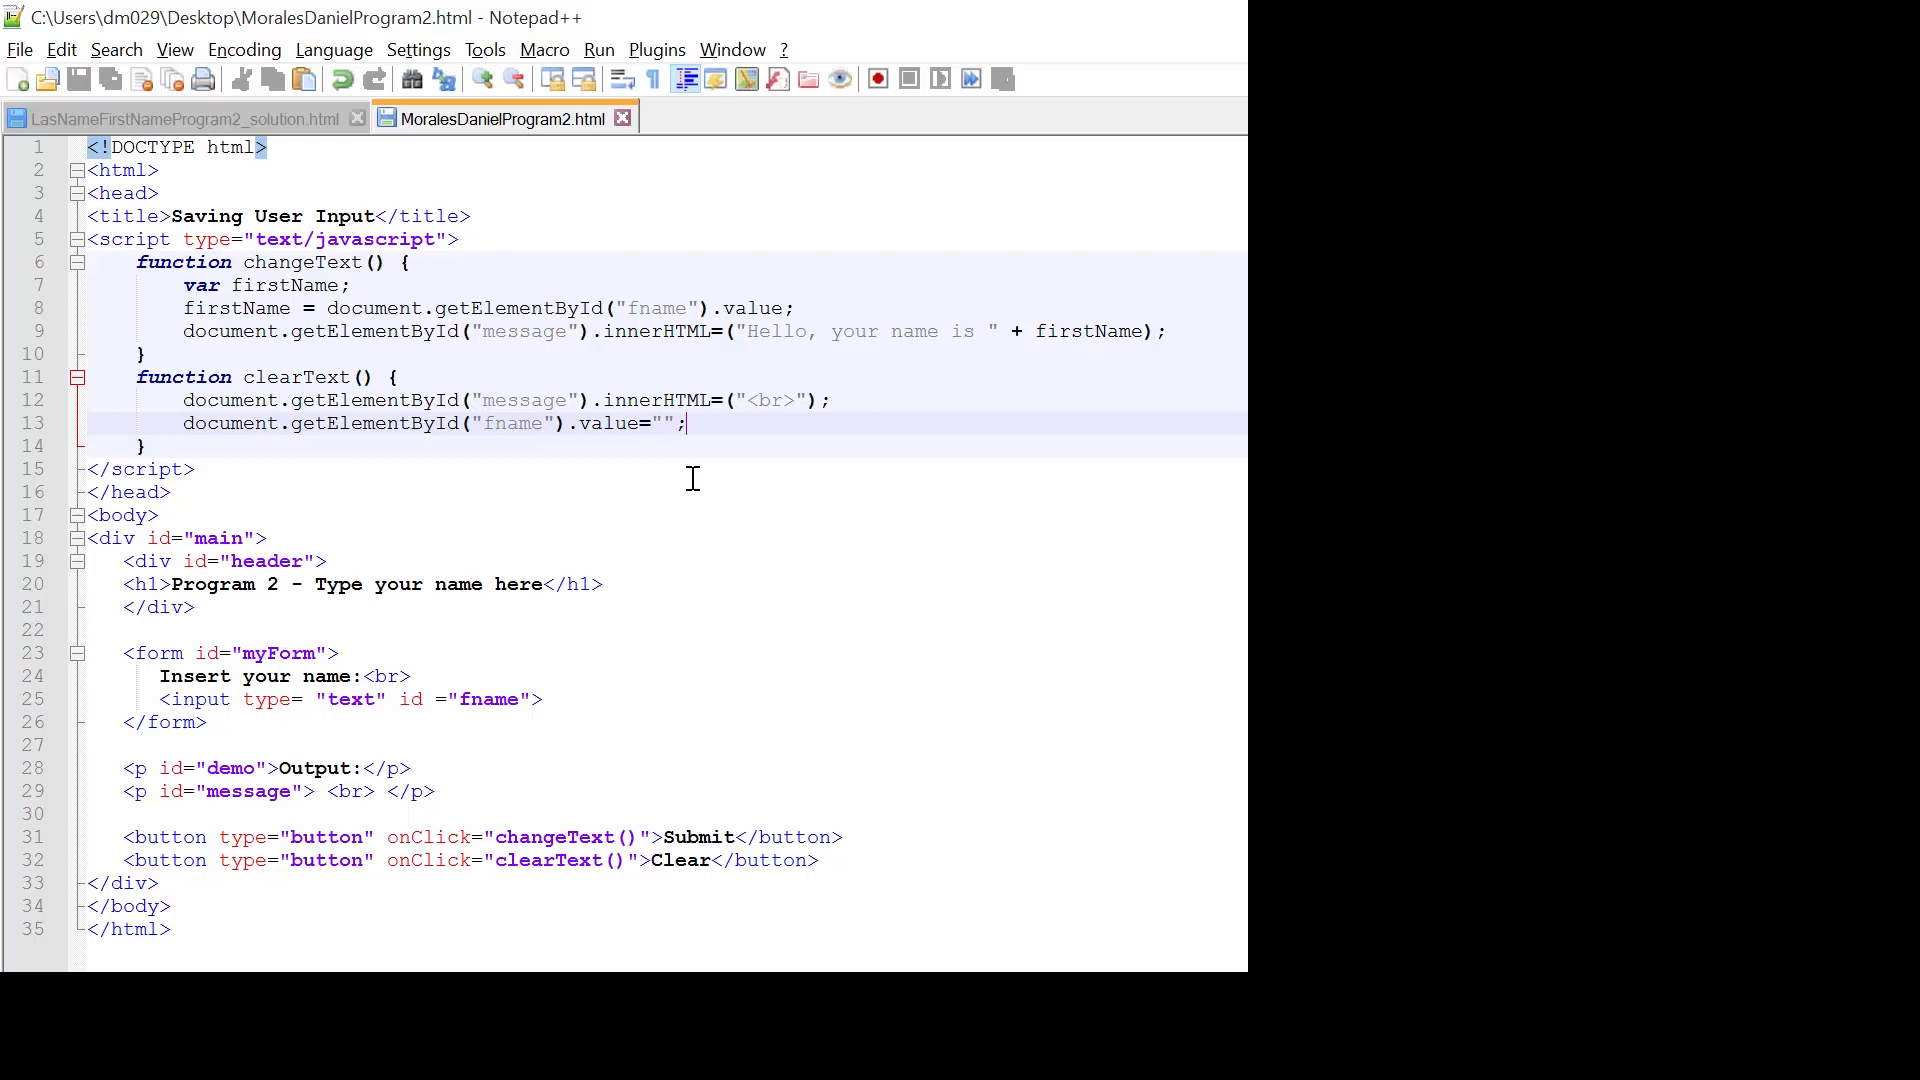 C:\Users\dm029\Desktop\MoralesDanielProgram2.html - Notepad++
File Edit Search View Encoding Language Settings Tools Macro Run Plugins Window ?
LasNameFirstNameProgram2_solution.html MoralesDanielProgram2.html
1 <!DOCTYPE html>
2 <html>
3 <head>
4 <title>Saving User Input</title>
5 <script type="text/javascript">
6 function changeText() {
7 var firstName;
8 firstName = document.getElementById("fname").value;
9 document.getElementById("message").innerHTML=("Hello, your name is " + firstName);
10 }
11 function clearText() {
12 document.getElementById("message").innerHTML=("<br>");
13 document.getElementById("fname").value="";
14 }
15 </script>
16 </head>
17 <body>
18 <div id="main">
19 <div id="header">
20 <h1>Program 2 - Type your name here</h1>
21 </div>
22
23 <form id="myForm">
24 Insert your name:<br>
25 <input type= "text" id ="fname">
26 </form>
27
28 <p id="demo">Output:</p>
29 <p id="message"> <br> </p>
30
31 <button type="button" onClick="changeText()">Submit</button>
32 <button type="button" onClick="clearText()">Clear</button>
33 </div>
34 </body>
35 </html>